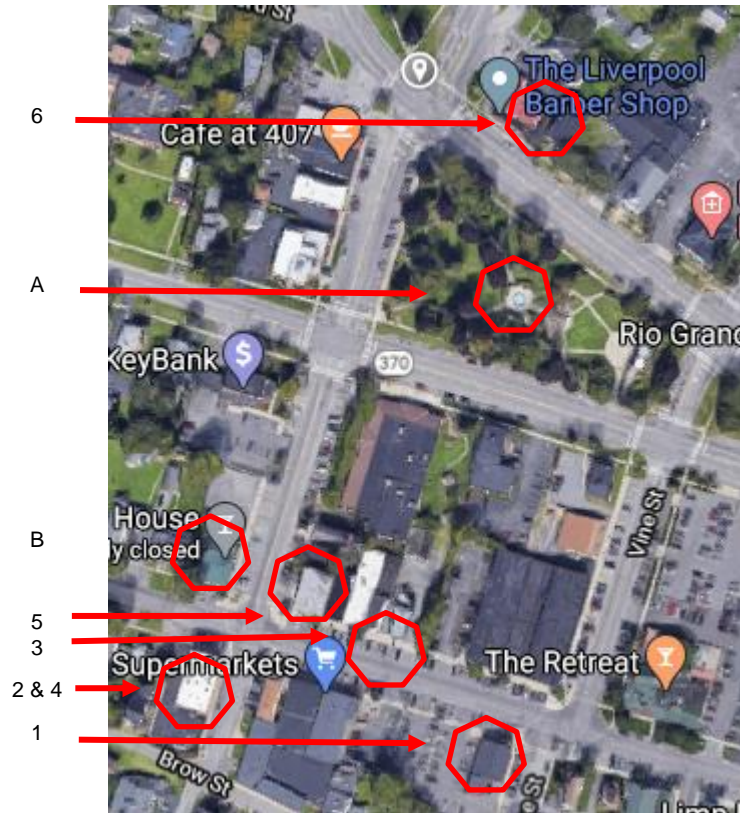 The Liverpool
Barber Shop
6
Cafe at 407
A
Rio Grand
KeyBank
370
Vine St
House
ly closed
B
5
3
Supermarkets
The Retreat
2 & 4
1
Brow St